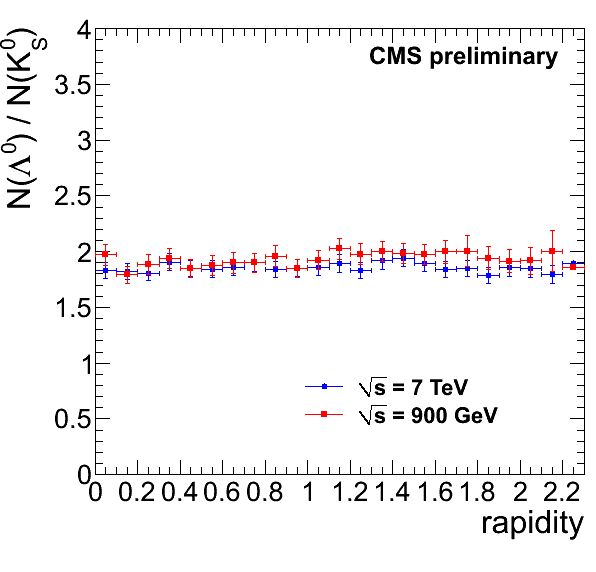 CMS preliminary
N(Λ⁰) / N(K⁰_S)
4
3.5
3
2.5
2
1.5
1
0.5
0
√s = 7 TeV
√s = 900 GeV
0 0.2 0.4 0.6 0.8 1 1.2 1.4 1.6 1.8 2 2.2
rapidity